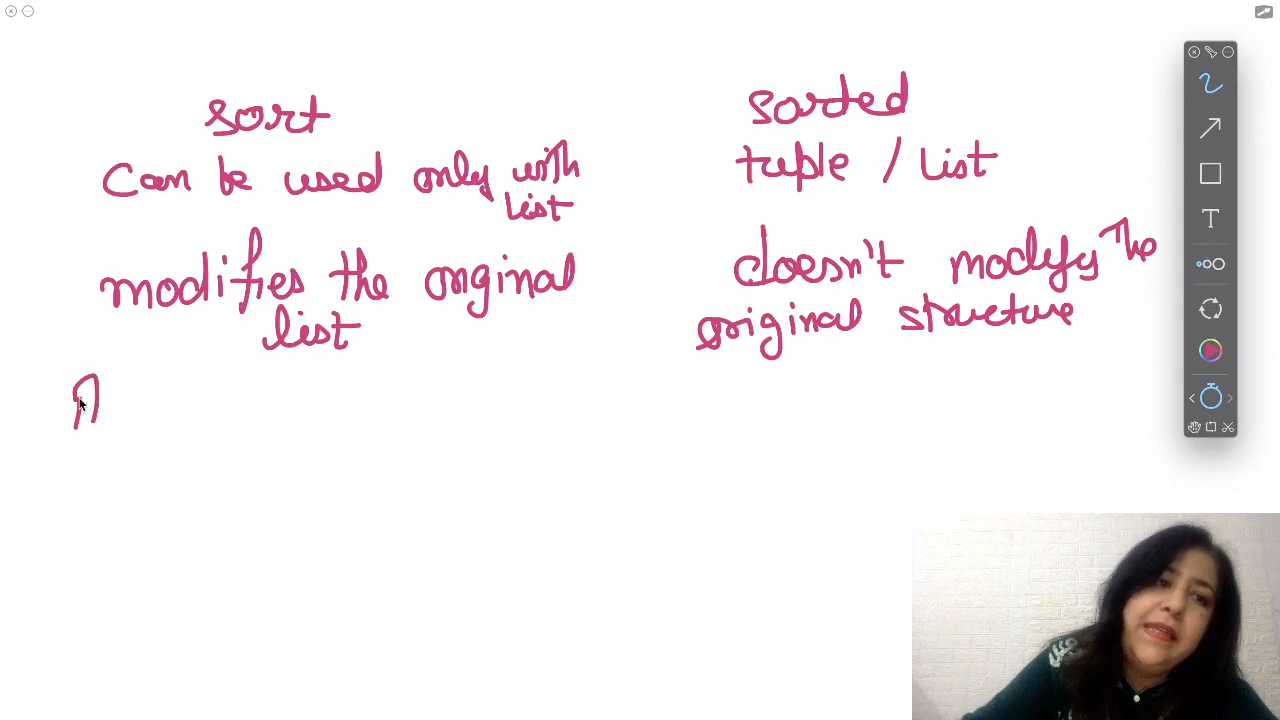 sort
can be used only with
list
modifies the original
list
sorted
tuple / list
doesn't modify the
original structure
T